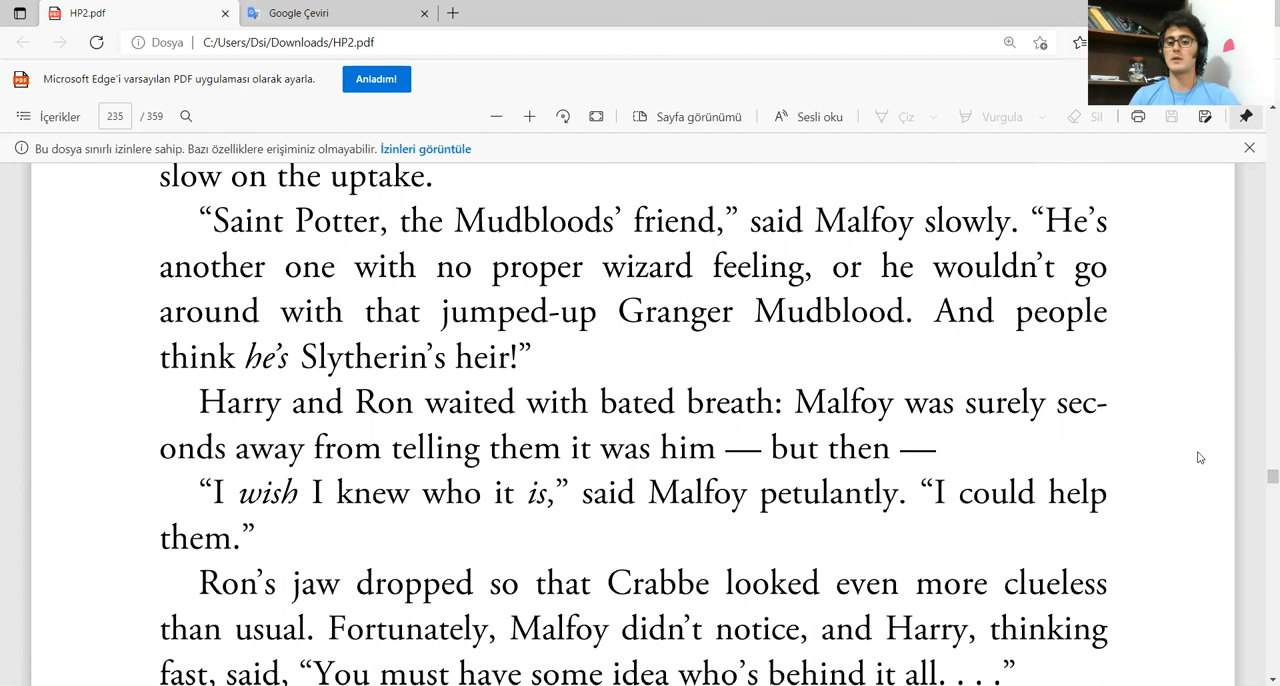 HP2.pdf
Google Çeviri
Dosya
C:/Users/Dsi/Downloads/HP2.pdf
PDF
Microsoft Edge'i varsayılan PDF uygulaması olarak ayarla.
Anladım!
İçerikler
235
/ 359
Sayfa görünümü
Sesli oku
Çiz
Vurgula
Sil
Bu dosya sınırlı izinlere sahip. Bazı özelliklere erişiminiz olmayabilir. İzinleri görüntüle
slow on the uptake.
“Saint Potter, the Mudbloods’ friend,” said Malfoy slowly. “He’s
another one with no proper wizard feeling, or he wouldn’t go
around with that jumped-up Granger Mudblood. And people
think he’s Slytherin’s heir!”
Harry and Ron waited with bated breath: Malfoy was surely sec-
onds away from telling them it was him — but then —
“I wish I knew who it is,” said Malfoy petulantly. “I could help
them.”
Ron’s jaw dropped so that Crabbe looked even more clueless
than usual. Fortunately, Malfoy didn’t notice, and Harry, thinking
fast, said, “You must have some idea who’s behind it all. . . .”